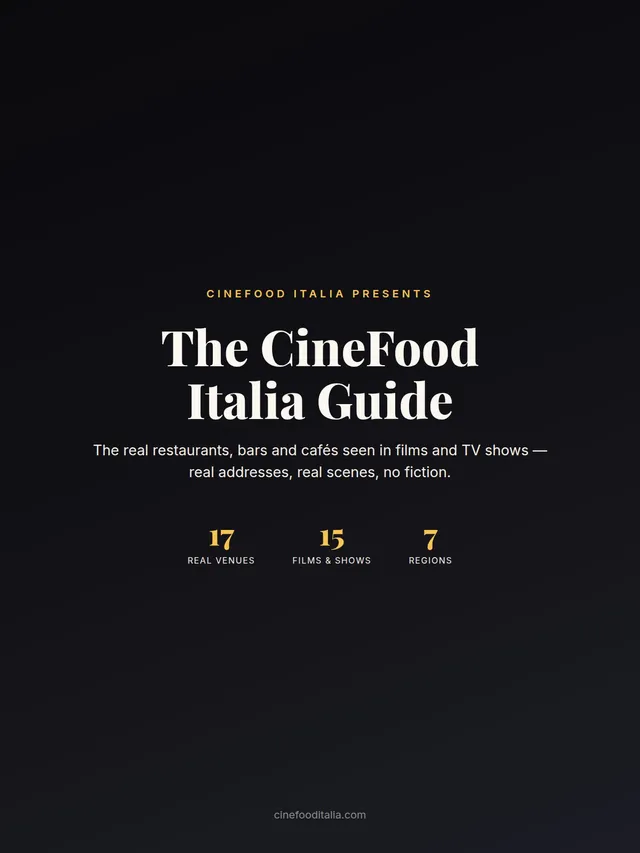 CINEFOOD ITALIA PRESENTS
The CineFood
Italia Guide
The real restaurants, bars and cafés seen in films and TV shows —
real addresses, real scenes, no fiction.
17 15 7
REAL VENUES FILMS & SHOWS REGIONS
cinefooditalia.com